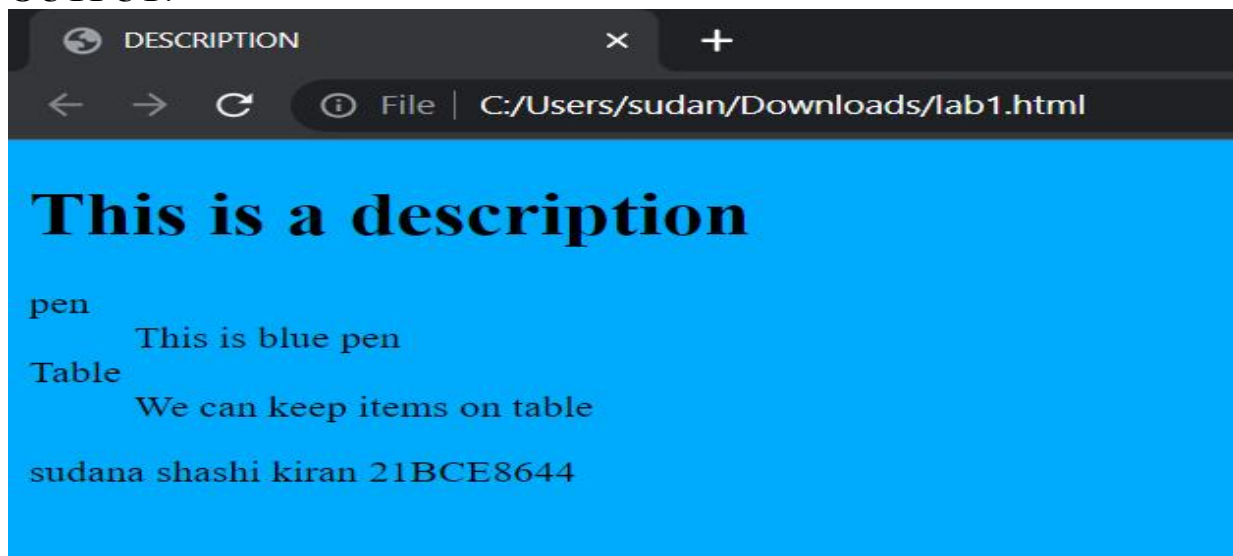 DESCRIPTION
File | C:/Users/sudan/Downloads/lab1.html
This is a description
pen
This is blue pen
Table
We can keep items on table
sudana shashi kiran 21BCE8644